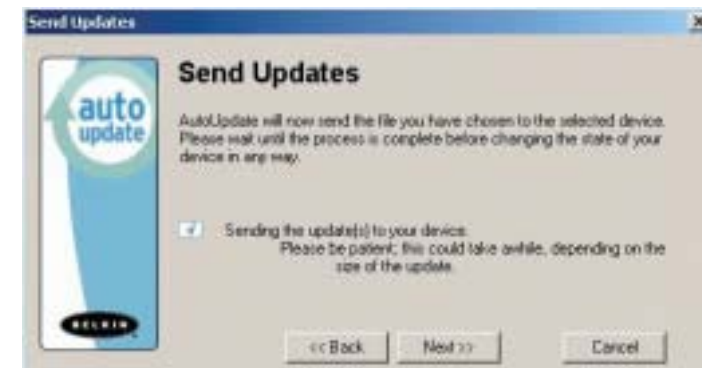 Send Updates
auto
update
Send Updates
AutoUpdate will now send the file you have chosen to the selected device.
Please wait until the process is complete before changing the state of your
device in any way.
Sending the update(s) to your device.
Please be patient; this could take awhile, depending on the
size of the update.
BELKIN
<< Back
Next >>
Cancel